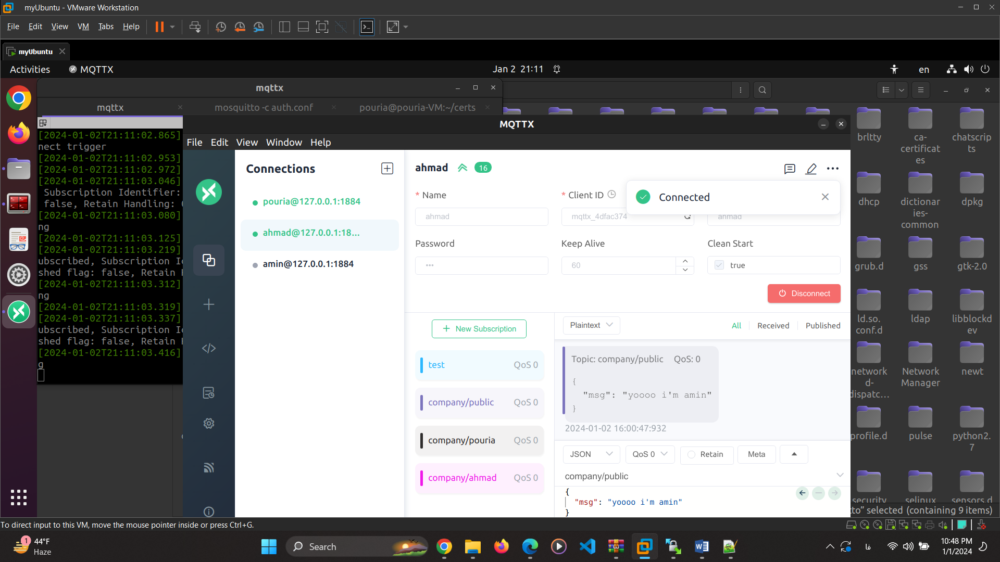 myUbuntu - VMware Workstation
File Edit View VM Tabs Help
myUbuntu
Activities MQTTX Jan 2 21:11 en
mqttx
mqttx mosquitto -c auth.conf pouria@pouria-VM:~/certs
[2024-01-02T21:11:02.865]
nect trigger
[2024-01-02T21:11:02.953]
[2024-01-02T21:11:02.972]
[2024-01-02T21:11:03.046]
Subscription Identifier:
false, Retain Handling:
[2024-01-02T21:11:03.080]
ng
[2024-01-02T21:11:03.125]
[2024-01-02T21:11:03.219]
ubscribed, Subscription I
shed flag: false, Retain
[2024-01-02T21:11:03.312]
ng
[2024-01-02T21:11:03.319]
[2024-01-02T21:11:03.337]
ubscribed, Subscription I
shed flag: false, Retain
[2024-01-02T21:11:03.416]
g
MQTTX
File Edit View Window Help
Connections
pouria@127.0.0.1:1884
ahmad@127.0.0.1:18...
amin@127.0.0.1:1884
ahmad 16
Connected
* Name
* Client ID
ahmad
mqttx_4dfac374
ahmad
Password
Keep Alive
Clean Start
•••
60
true
Disconnect
+ New Subscription
test QoS 0
company/public QoS 0
company/pouria QoS 0
company/ahmad QoS 0
Plaintext
All Received Published
Topic: company/public QoS: 0
{
"msg": "yoooo i'm amin"
}
2024-01-02 16:00:47:932
JSON QoS 0 Retain Meta
company/public
{
"msg": "yoooo i'm amin"
}
brltty
ca-certificates
chatscripts
dhcp
dictionaries-common
dpkg
grub.d
gss
gtk-2.0
ld.so.conf.d
ldap
libblockdev
networkd-dispatc...
NetworkManager
newt
profile.d
pulse
python2.7
security
selinux
sensors.d
tto” selected (containing 9 items)
To direct input to this VM, move the mouse pointer inside or press Ctrl+G.
1
44°F
Haze
Search
فا
10:48 PM
1/1/2024